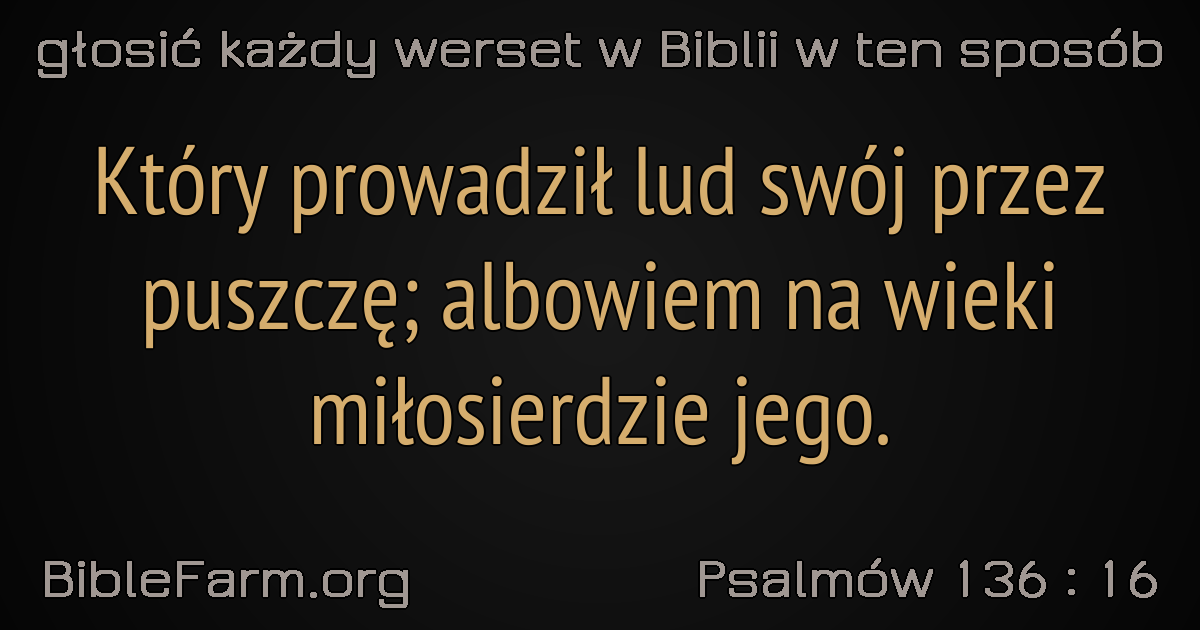 głosić każdy werset w Biblii w ten sposób
Który prowadził lud swój przez
puszczę; albowiem na wieki
miłosierdzie jego.
BibleFarm.org
Psalmów 136 : 16